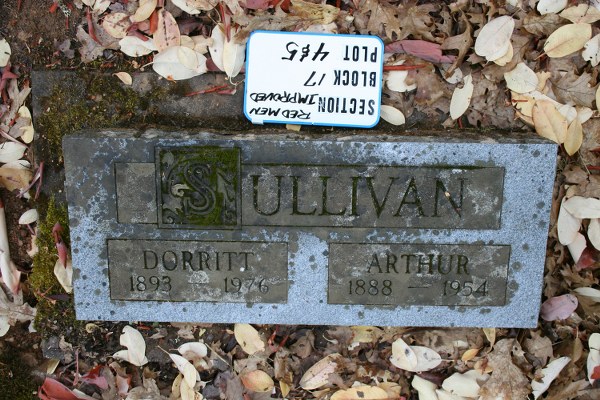 SECTION RED MEN
IMPROVED
BLOCK 17
PLOT 4&5
SULLIVAN
DORRITT
1893 — 1976
ARTHUR
1888 — 1954